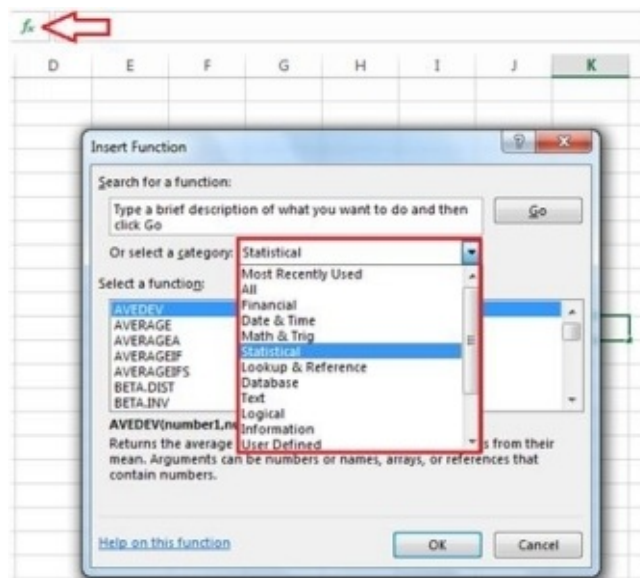 fx
D E F G H I J K
Insert Function
Search for a function:
Type a brief description of what you want to do and then
click Go
Go
Or select a category: Statistical
Most Recently Used
All
Financial
Date & Time
Math & Trig
Statistical
Lookup & Reference
Database
Text
Logical
Information
User Defined
Select a function:
AVEDEV
AVERAGE
AVERAGEA
AVERAGEIF
AVERAGEIFS
BETA.DIST
BETA.INV
AVEDEV(number1,nu
Returns the average s from their
mean. Arguments can be numbers or names, arrays, or references that
contain numbers.
Help on this function
OK Cancel